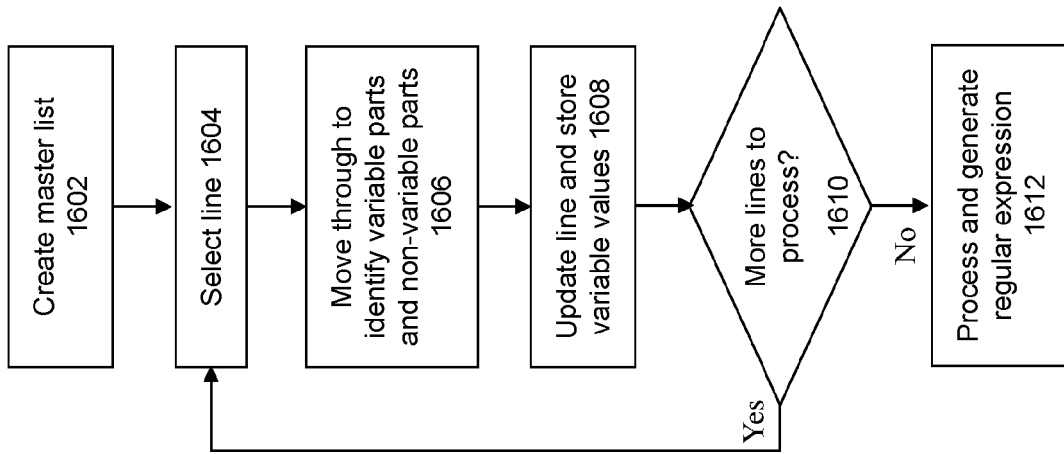 Create master list
1602
Select line 1604
Move through to
identify variable parts
and non-variable parts
1606
Update line and store
variable values 1608
More lines to
process?
1610
Yes
No
Process and generate
regular expression
1612